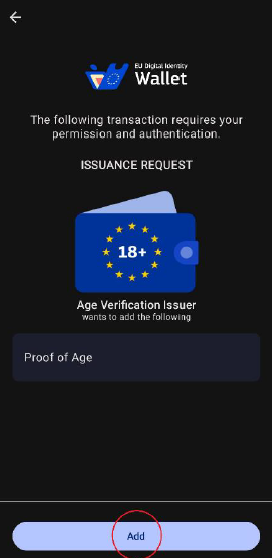 EU Digital Identity
Wallet
The following transaction requires your
permission and authentication.
ISSUANCE REQUEST
18+
Age Verification Issuer
wants to add the following
Proof of Age
Add